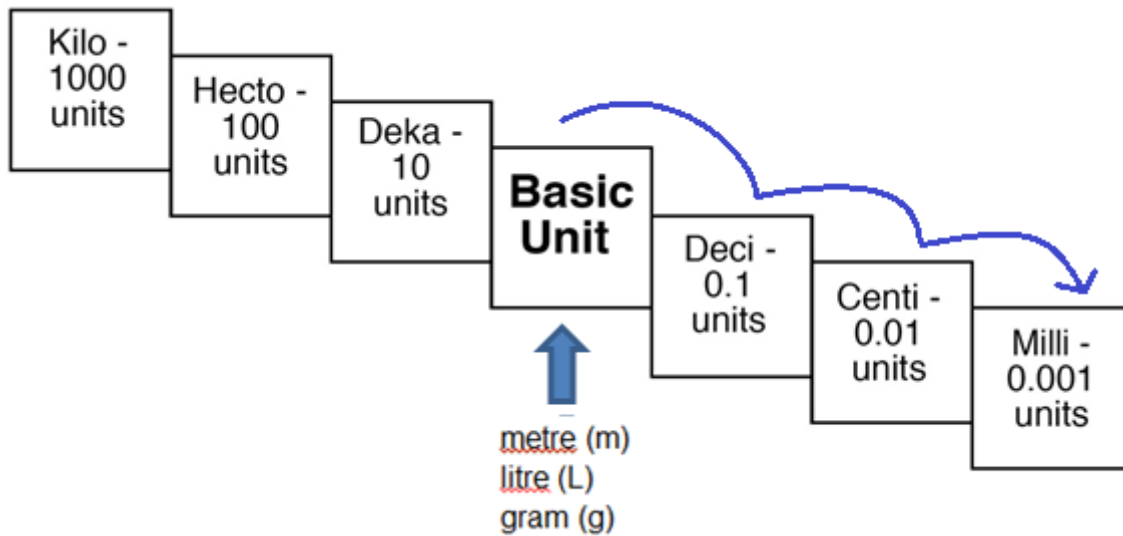 Kilo -
1000
units
Hecto -
100
units
Deka -
10
units
Basic
Unit
Deci -
0.1
units
Centi -
0.01
units
Milli -
0.001
units
metre (m)
litre (L)
gram (g)